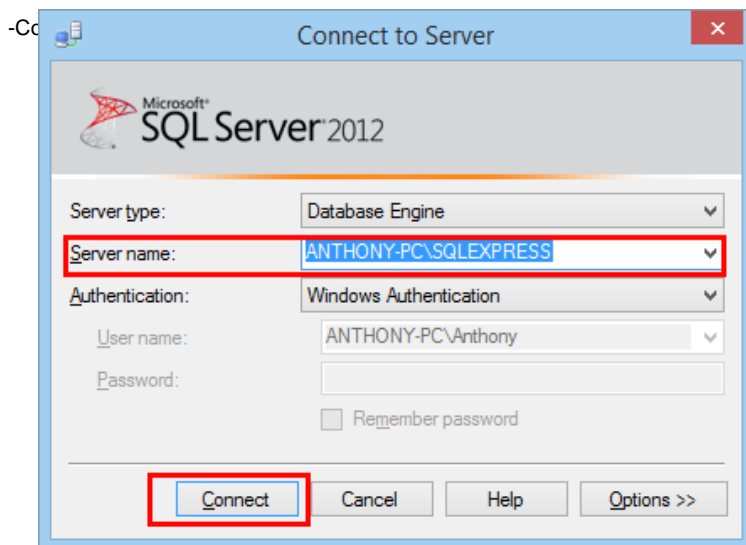 -Co
Connect to Server
Microsoft®
SQL Server® 2012
Server type: Database Engine
Server name: ANTHONY-PC\SQLEXPRESS
Authentication: Windows Authentication
User name: ANTHONY-PC\Anthony
Password:
Remember password
Connect Cancel Help Options >>